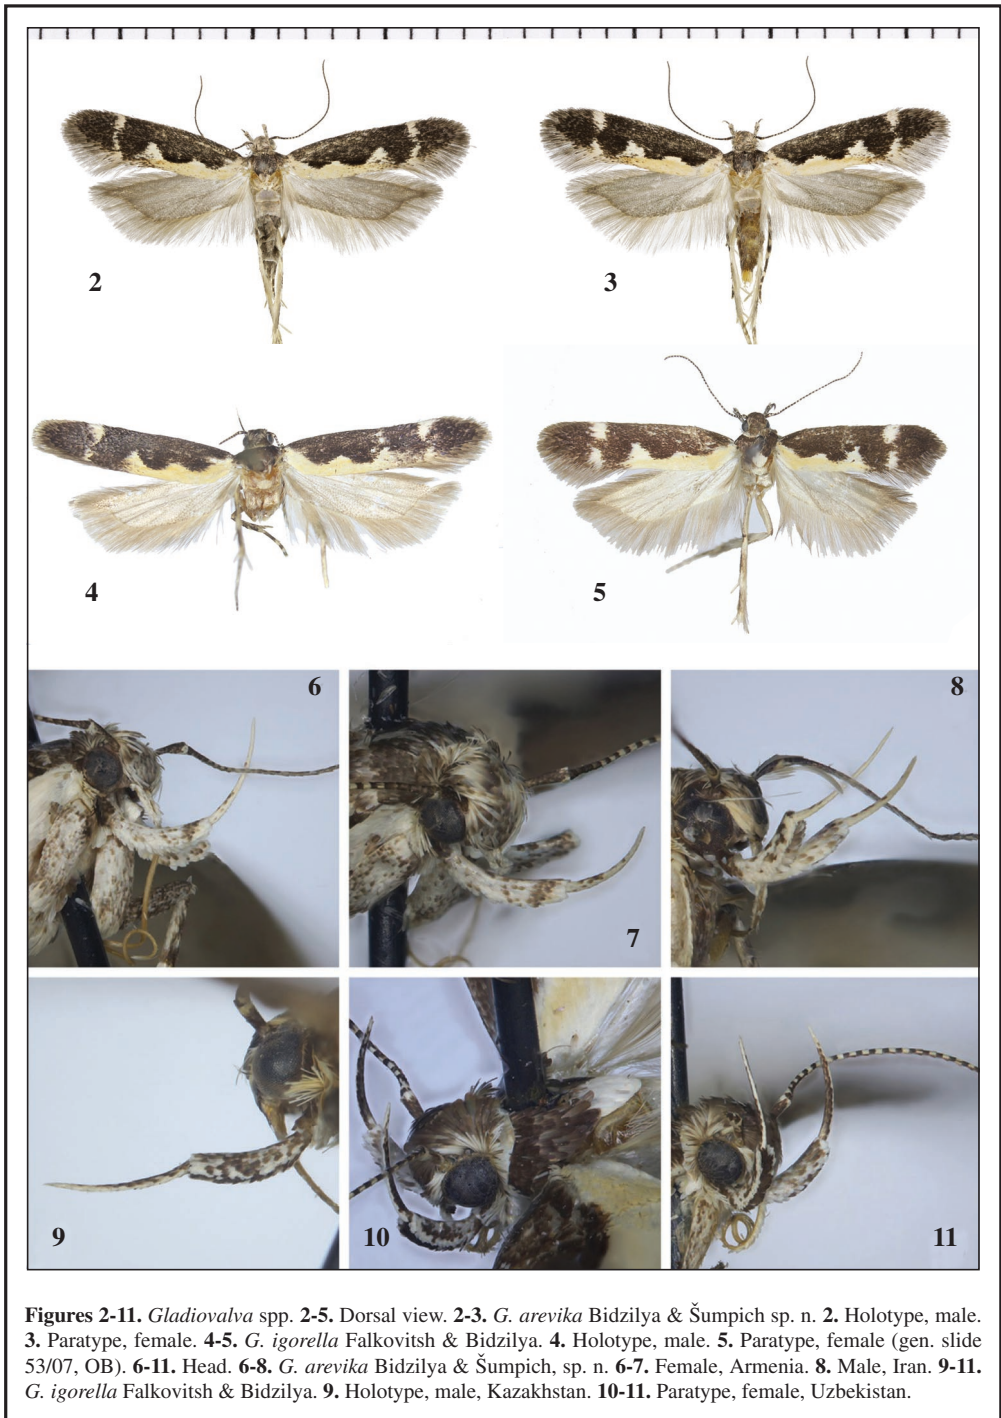 2
3
4
5
6
7
8
9
10
11
Figures 2-11. Gladiovalva spp. 2-5. Dorsal view. 2-3. G. arevika Bidzilya & Šumpich sp. n. 2. Holotype, male.
3. Paratype, female. 4-5. G. igorella Falkovitsh & Bidzilya. 4. Holotype, male. 5. Paratype, female (gen. slide
53/07, OB). 6-11. Head. 6-8. G. arevika Bidzilya & Šumpich, sp. n. 6-7. Female, Armenia. 8. Male, Iran. 9-11.
G. igorella Falkovitsh & Bidzilya. 9. Holotype, male, Kazakhstan. 10-11. Paratype, female, Uzbekistan.